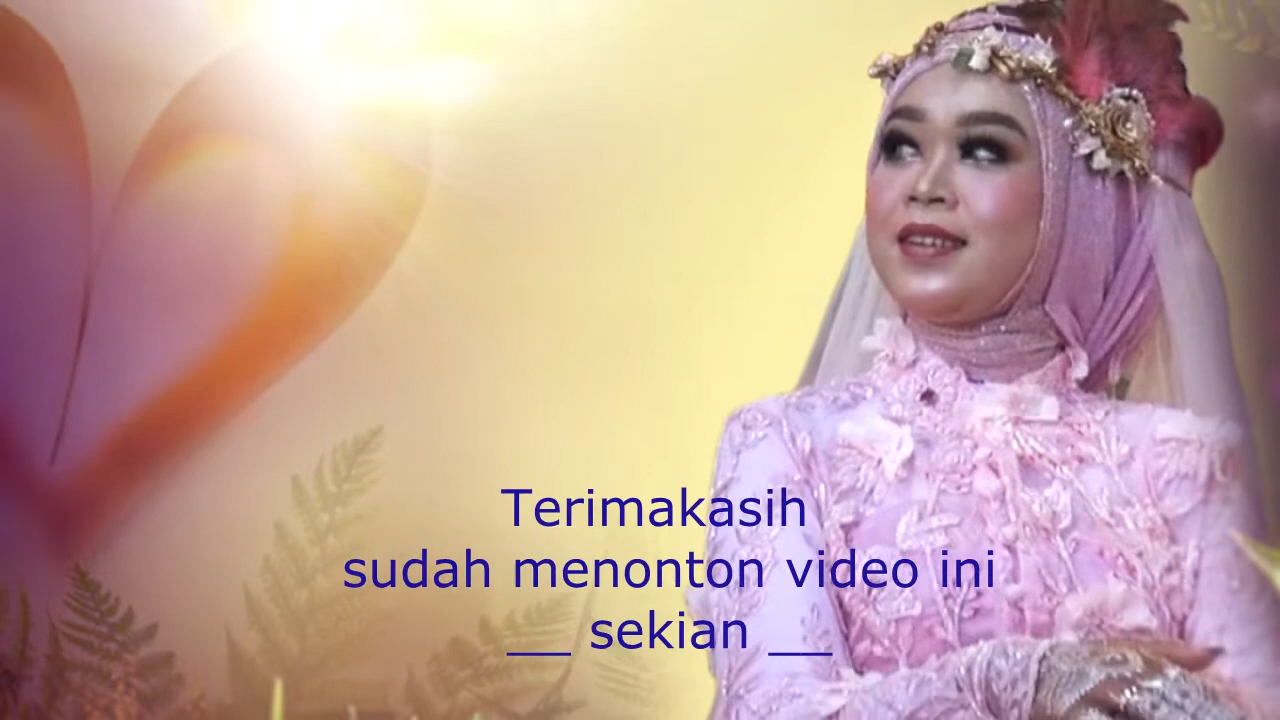 Terimakasih
sudah menonton video ini
__ sekian __